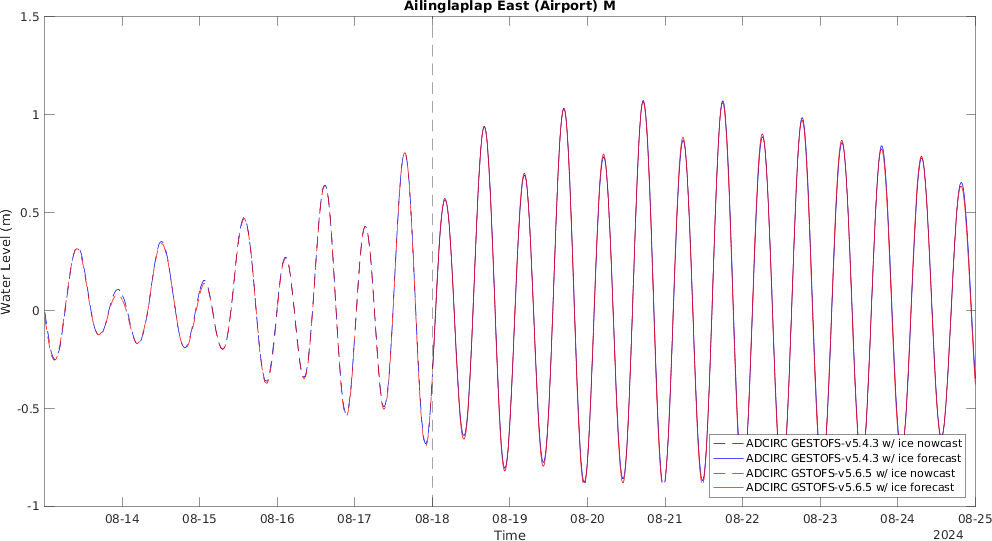 Ailinglaplap East (Airport) M
1.5
1
0.5
0
-0.5
-1
Water Level (m)
08-14 08-15 08-16 08-17 08-18 08-19 08-20 08-21 08-22 08-23 08-24 08-25
Time
2024
ADCIRC GESTOFS-v5.4.3 w/ ice nowcast
ADCIRC GESTOFS-v5.4.3 w/ ice forecast
ADCIRC GSTOFS-v5.6.5 w/ ice nowcast
ADCIRC GSTOFS-v5.6.5 w/ ice forecast